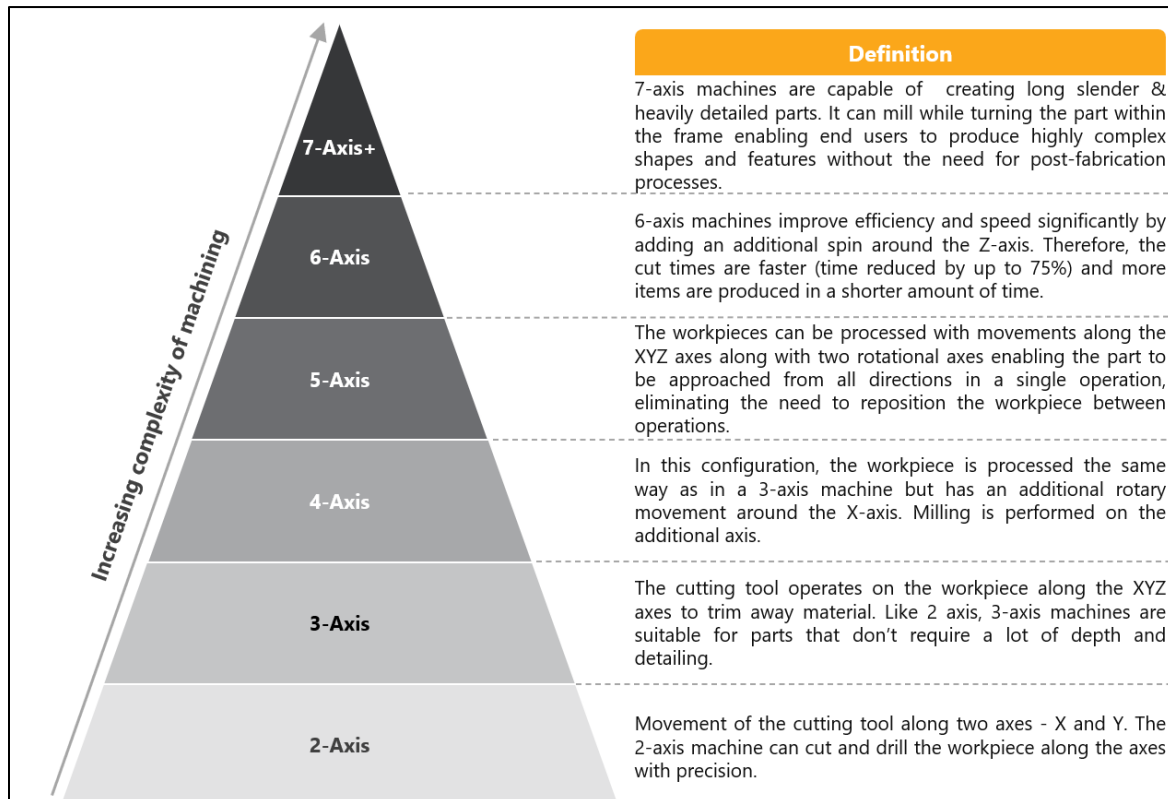 Definition
7-Axis+
7-axis machines are capable of creating long slender &
heavily detailed parts. It can mill while turning the part within
the frame enabling end users to produce highly complex
shapes and features without the need for post-fabrication
processes.
6-Axis
6-axis machines improve efficiency and speed significantly by
adding an additional spin around the Z-axis. Therefore, the
cut times are faster (time reduced by up to 75%) and more
items are produced in a shorter amount of time.
5-Axis
The workpieces can be processed with movements along the
XYZ axes along with two rotational axes enabling the part to
be approached from all directions in a single operation,
eliminating the need to reposition the workpiece between
operations.
4-Axis
In this configuration, the workpiece is processed the same
way as in a 3-axis machine but has an additional rotary
movement around the X-axis. Milling is performed on the
additional axis.
3-Axis
The cutting tool operates on the workpiece along the XYZ
axes to trim away material. Like 2 axis, 3-axis machines are
suitable for parts that don’t require a lot of depth and
detailing.
2-Axis
Movement of the cutting tool along two axes - X and Y. The
2-axis machine can cut and drill the workpiece along the axes
with precision.
Increasing complexity of machining